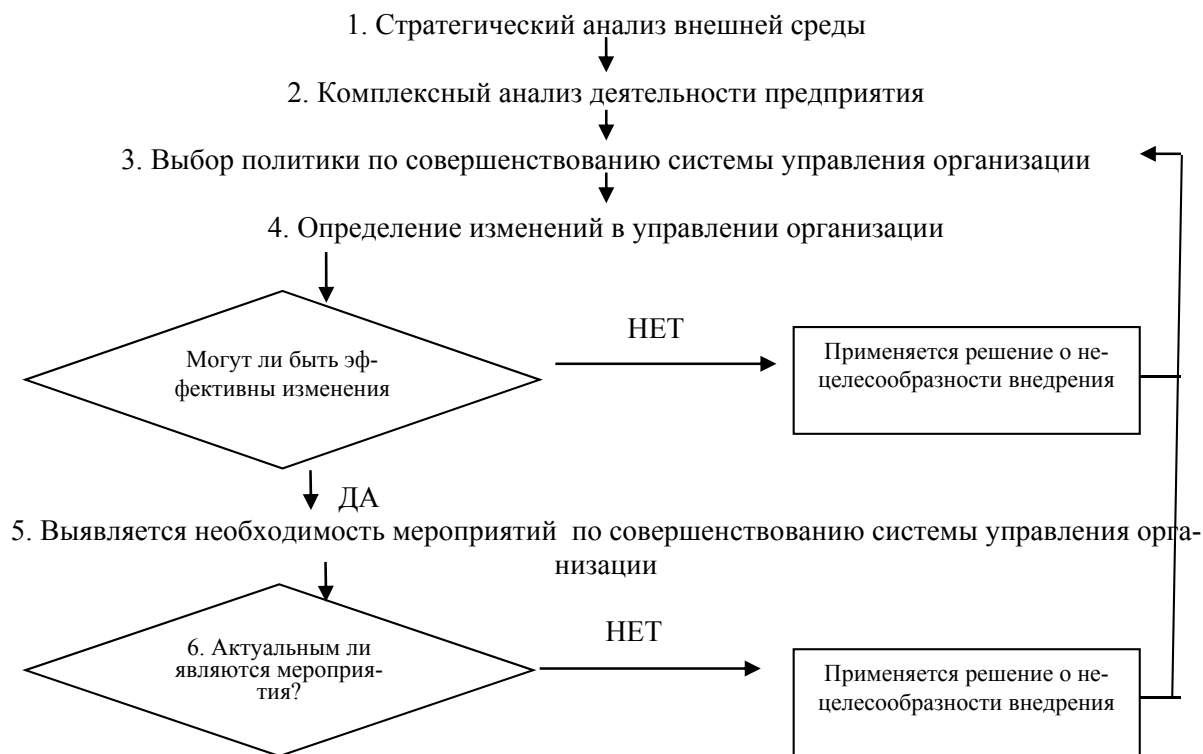 1. Стратегический анализ внешней среды
2. Комплексный анализ деятельности предприятия
3. Выбор политики по совершенствованию системы управления организации
4. Определение изменений в управлении организации
НЕТ
Могут ли быть эф-
фективны изменения
Применяется решение о не-
целесообразности внедрения
ДА
5. Выявляется необходимость мероприятий  по совершенствованию системы управления орга-
низации
НЕТ
6. Актуальным ли
являются мероприя-
тия?
Применяется решение о не-
целесообразности внедрения